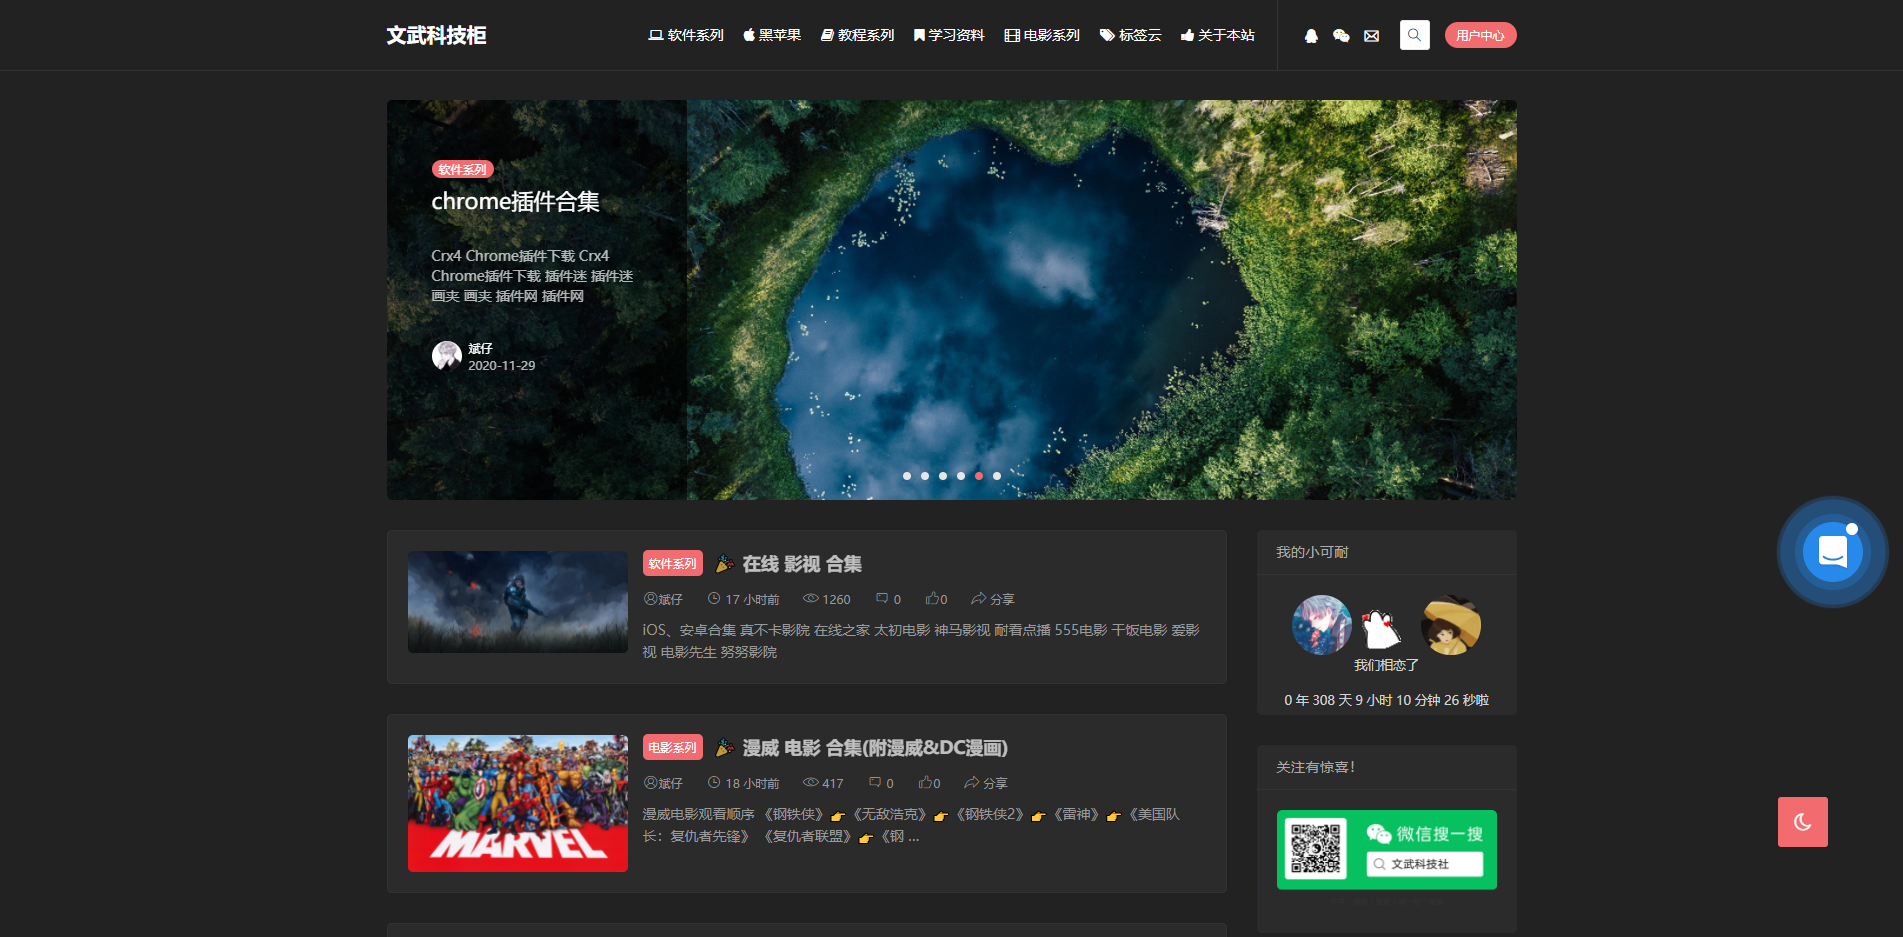 文武科技柜
软件系列 黑苹果 教程系列 学习资料 电影系列 标签云 关于本站
用户中心
软件系列
chrome插件合集
Crx4 Chrome插件下载 Crx4
Chrome插件下载 插件迷 插件迷
画夹 画夹 插件网 插件网
斌仔
2020-11-29
软件系列 在线 影视 合集
斌仔 17 小时前 1260 0 0 分享
iOS、安卓合集 真不卡影院 在线之家 太初电影 神马影视 耐看点播 555电影 干饭电影 爱影
视 电影先生 努努影院
电影系列 漫威 电影 合集(附漫威&DC漫画)
斌仔 18 小时前 417 0 0 分享
漫威电影观看顺序 《钢铁侠》👉《无敌浩克》👉《钢铁侠2》👉《雷神》👉《美国队
长：复仇者先锋》 《复仇者联盟》👉《钢 ...
MARVEL
我的小可耐
我们相恋了
0 年 308 天 9 小时 10 分钟 26 秒啦
关注有惊喜！
微信搜一搜
文武科技社